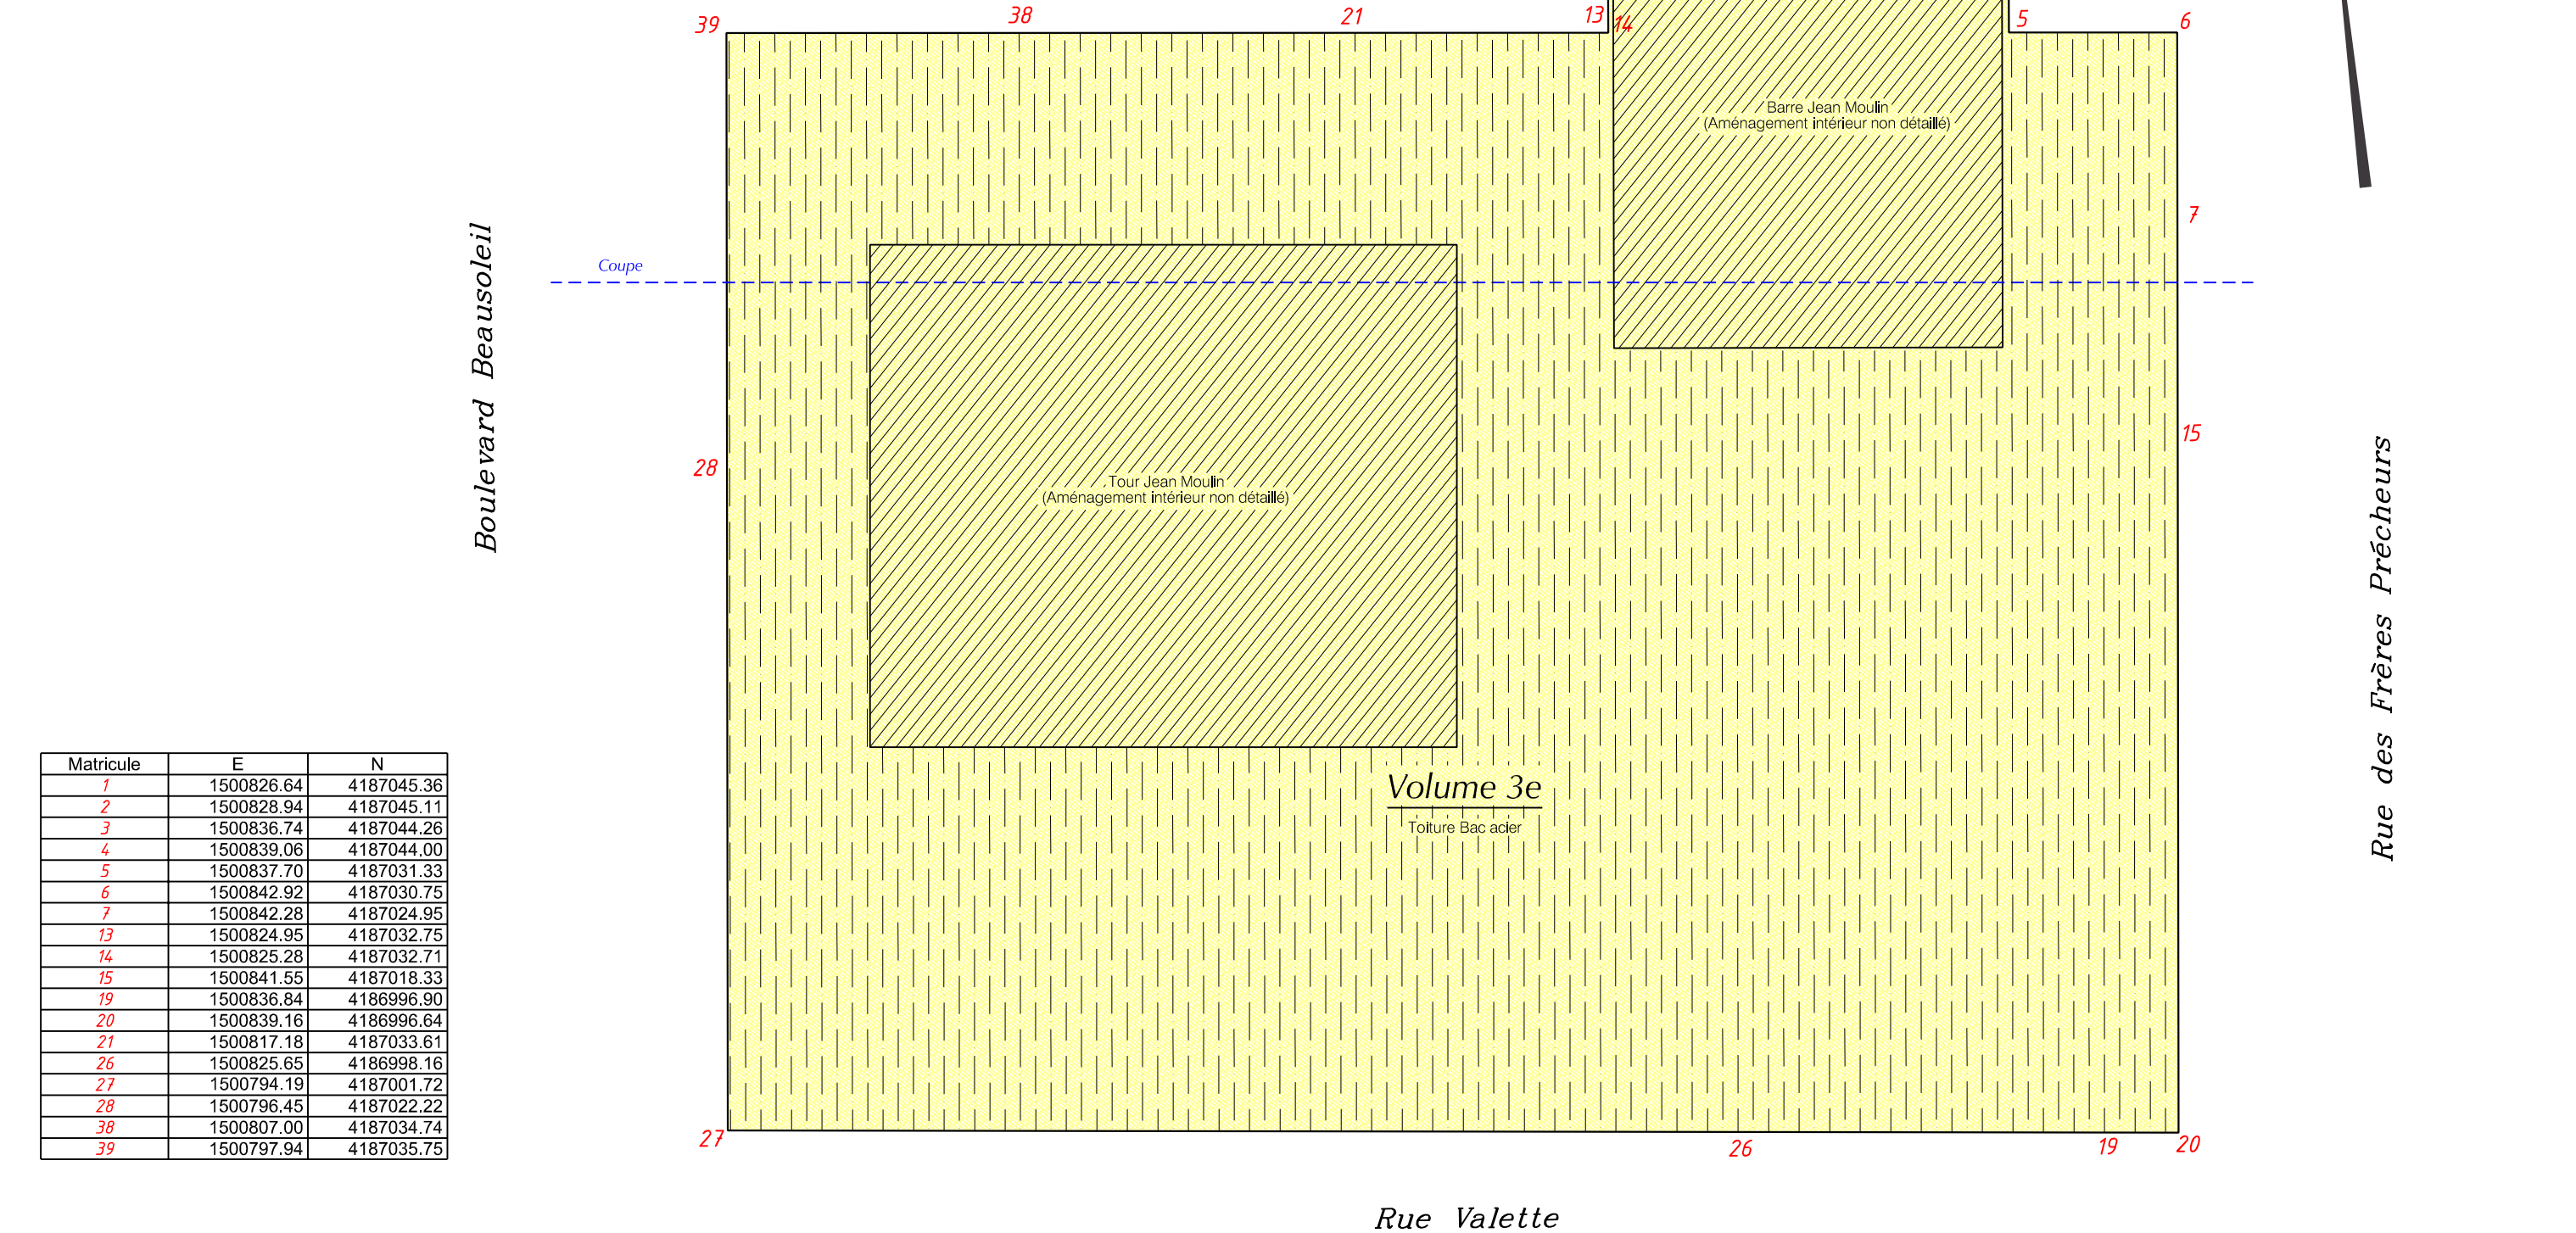 39
38
21
13
14
5
6
Barre Jean Moulin
(Aménagement intérieur non détaillé)
7
Coupe
Boulevard Beausoleil
28
15
Tour Jean Moulin
(Aménagement intérieur non détaillé)
Rue des Frères Précheurs
Volume 3e
Toiture Bac acier
Matricule E N
1 1500826.64 4187045.36
2 1500828.94 4187045.11
3 1500836.74 4187044.26
4 1500839.06 4187044.00
5 1500837.70 4187031.33
6 1500842.92 4187030.75
7 1500842.28 4187024.95
13 1500824.95 4187032.75
14 1500825.28 4187032.71
15 1500841.55 4187018.33
19 1500836.84 4186996.90
20 1500839.16 4186996.64
21 1500817.18 4187033.61
26 1500825.65 4186998.16
27 1500794.19 4187001.72
28 1500796.45 4187022.22
38 1500807.00 4187034.74
39 1500797.94 4187035.75
27
26
19
20
Rue Valette